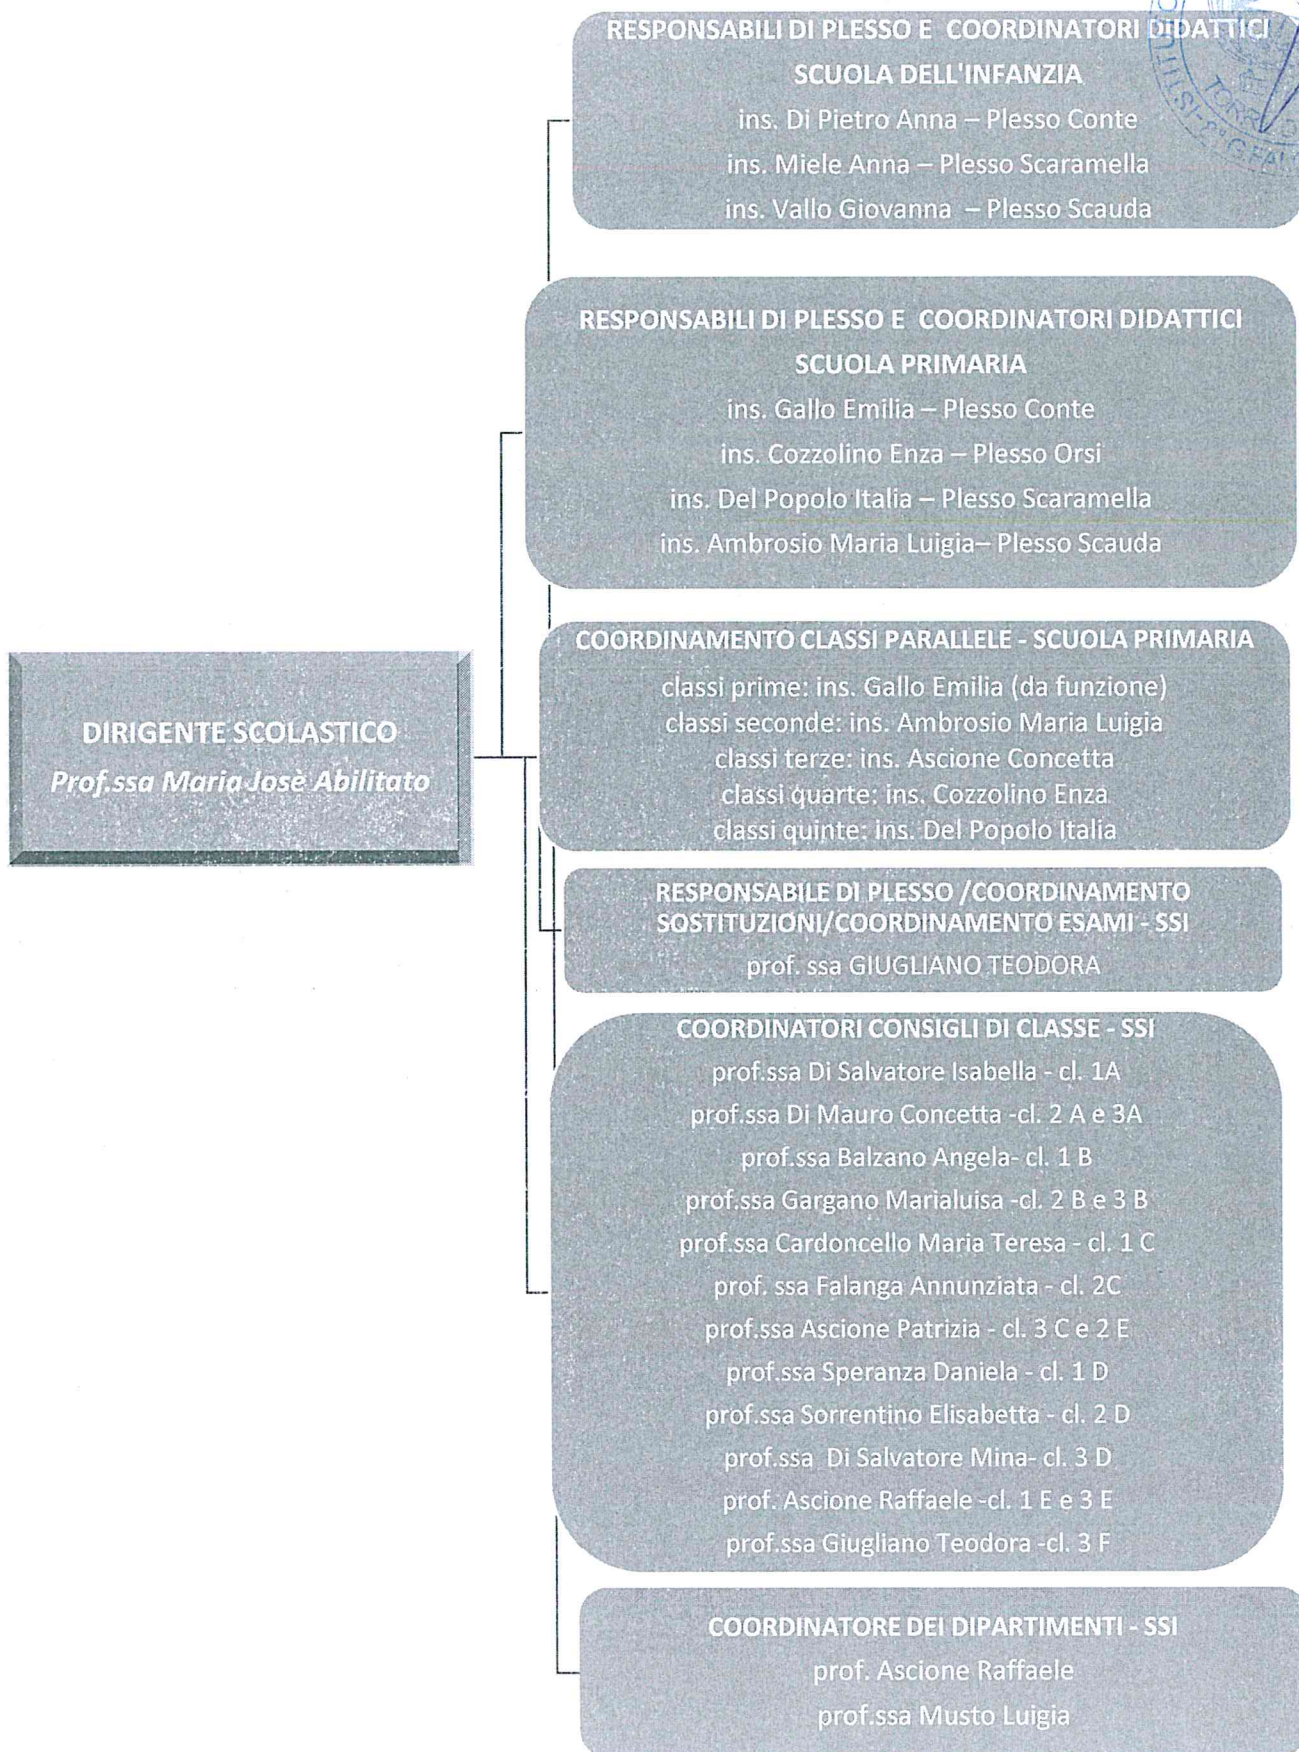 RESPONSABILI DI PLESSO E COORDINATORI DIDATTICI
SCUOLA DELL'INFANZIA
ins. Di Pietro Anna – Plesso Conte
ins. Miele Anna – Plesso Scaramella
ins. Vallo Giovanna – Plesso Scauda
RESPONSABILI DI PLESSO E COORDINATORI DIDATTICI
SCUOLA PRIMARIA
ins. Gallo Emilia – Plesso Conte
ins. Cozzolino Enza – Plesso Orsi
ins. Del Popolo Italia – Plesso Scaramella
ins. Ambrosio Maria Luigia– Plesso Scauda
COORDINAMENTO CLASSI PARALLELE - SCUOLA PRIMARIA
classi prime: ins. Gallo Emilia (da funzione)
classi seconde: ins. Ambrosio Maria Luigia
classi terze: ins. Ascione Concetta
classi quarte: ins. Cozzolino Enza
classi quinte: ins. Del Popolo Italia
DIRIGENTE SCOLASTICO
Prof.ssa Maria Josè Abilitato
RESPONSABILE DI PLESSO /COORDINAMENTO
SOSTITUZIONI/COORDINAMENTO ESAMI - SSI
prof. ssa GIUGLIANO TEODORA
COORDINATORI CONSIGLI DI CLASSE - SSI
prof.ssa Di Salvatore Isabella - cl. 1A
prof.ssa Di Mauro Concetta -cl. 2 A e 3A
prof.ssa Balzano Angela- cl. 1 B
prof.ssa Gargano Marialuisa -cl. 2 B e 3 B
prof.ssa Cardoncello Maria Teresa - cl. 1 C
prof. ssa Falanga Annunziata - cl. 2C
prof.ssa Ascione Patrizia - cl. 3 C e 2 E
prof.ssa Speranza Daniela - cl. 1 D
prof.ssa Sorrentino Elisabetta - cl. 2 D
prof.ssa Di Salvatore Mina- cl. 3 D
prof. Ascione Raffaele -cl. 1 E e 3 E
prof.ssa Giugliano Teodora -cl. 3 F
COORDINATORE DEI DIPARTIMENTI - SSI
prof. Ascione Raffaele
prof.ssa Musto Luigia